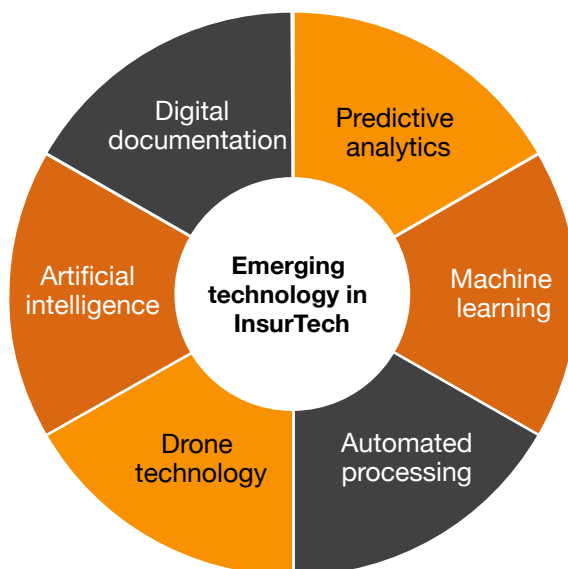 Digital
documentation
Predictive
analytics
Artificial
intelligence
Emerging
technology in
InsurTech
Machine
learning
Drone
technology
Automated
processing